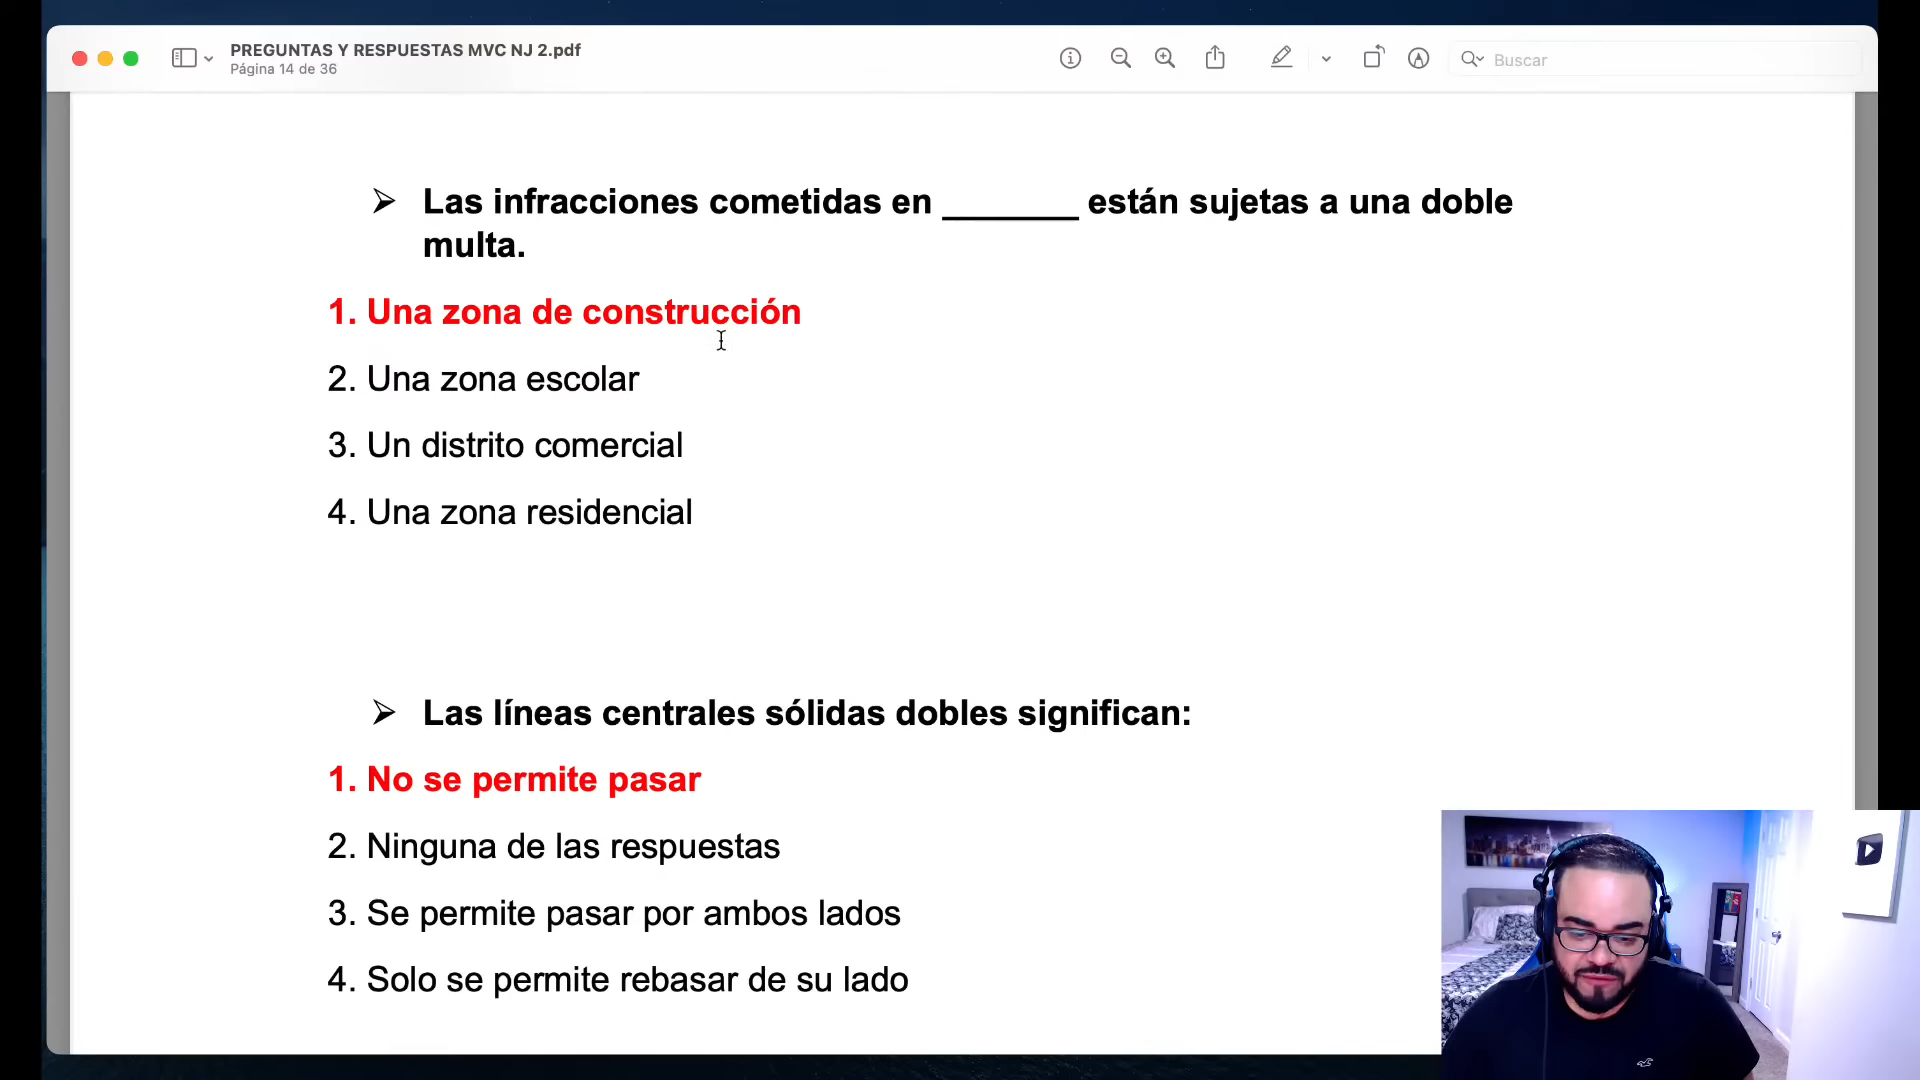 PREGUNTAS Y RESPUESTAS MVC NJ 2.pdf
Página 14 de 36
Buscar
➢ Las infracciones cometidas en _______ están sujetas a una doble
multa.
1. Una zona de construcción
2. Una zona escolar
3. Un distrito comercial
4. Una zona residencial
➢ Las líneas centrales sólidas dobles significan:
1. No se permite pasar
2. Ninguna de las respuestas
3. Se permite pasar por ambos lados
4. Solo se permite rebasar de su lado